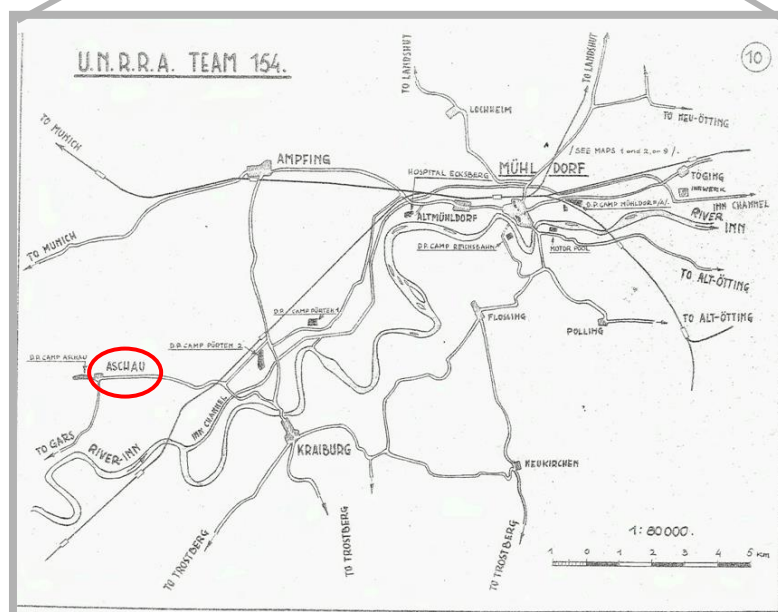 U.N.R.R.A. TEAM 154.
10
TO LANDSHUT
TO LANDSHUT
LOCHHEIM
TO NEU-ÖTTING
TO MUNICH
AMPFING
/SEE MAPS 1 and 2, or 9/.
MÜHLDORF
HOSPITAL ECKSBERG
TÖGING
INNWERK
INN CHANNEL
D.P. CAMP MÜHLDORF
ALTMÜHLDORF
RIVER INN
TO MUNICH
D.P. CAMP REICHSBAHN
MOTOR POOL
TO ALT-ÖTTING
D.P. CAMP PÜRTEN 1
FLOSSING
POLLING
TO ALT-ÖTTING
D.P. CAMP PÜRTEN 2
D.P. CAMP ASCHAU
ASCHAU
INN CHANNEL
TO GARS
RIVER-INN
KRAIBURG
NEUKIRCHEN
TO TROSTBERG
TO TROSTBERG
TO TROSTBERG
1:80000.
1 0 1 2 3 4 5 km